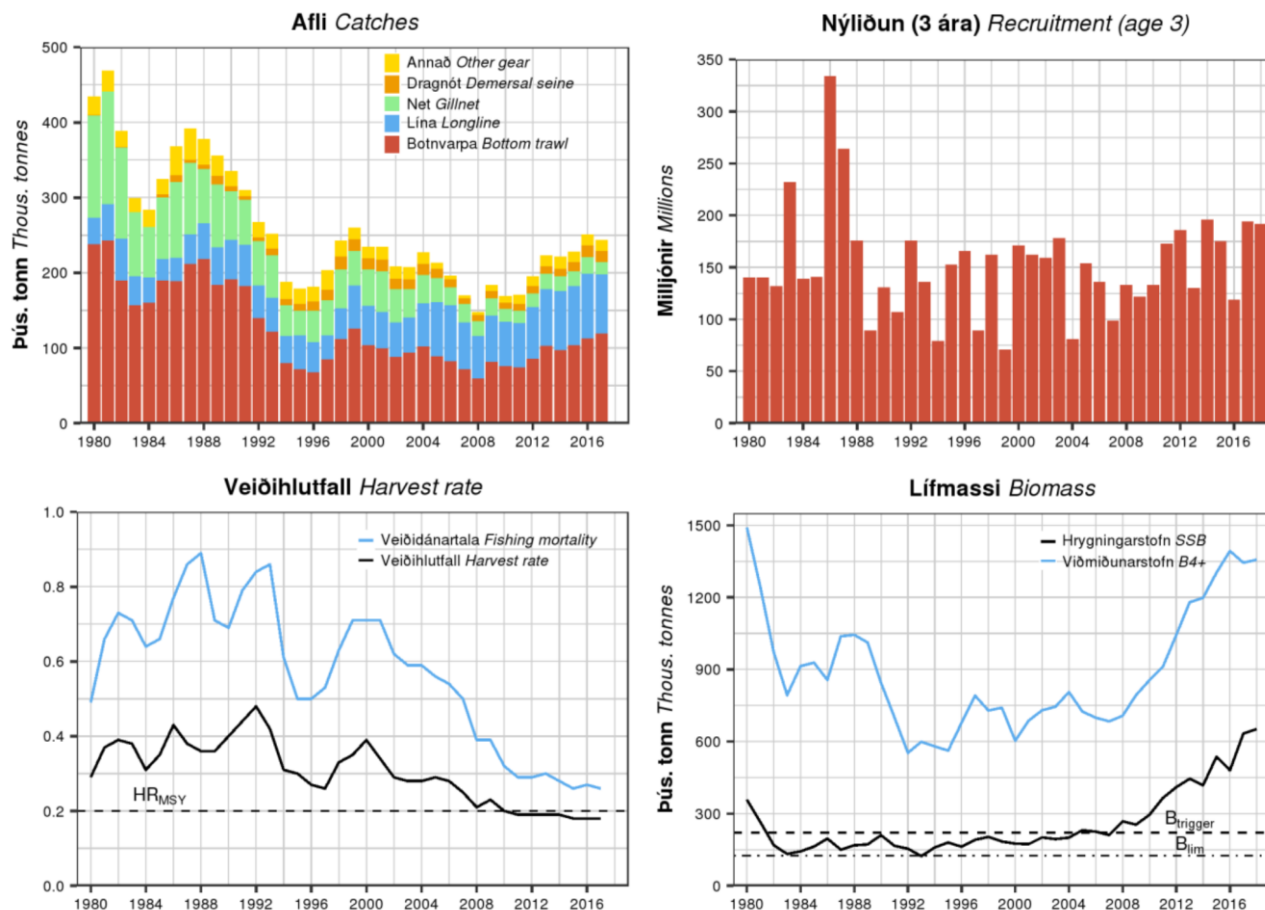 Afli Catches
Þús. tonn Thous. tonnes
500
400
300
200
100
0
Annað Other gear
Dragnót Demersal seine
Net Gillnet
Lína Longline
Botnvarpa Bottom trawl
1980 1984 1988 1992 1996 2000 2004 2008 2012 2016
Nýliðun (3 ára) Recruitment (age 3)
Milljónir Millions
350
300
250
200
150
100
50
0
1980 1984 1988 1992 1996 2000 2004 2008 2012 2016
Veiðihlutfall Harvest rate
1.0
0.8
0.6
0.4
0.2
0.0
Veiðidánartala Fishing mortality
Veiðihlutfall Harvest rate
HRMSY
1980 1984 1988 1992 1996 2000 2004 2008 2012 2016
Lífmassi Biomass
Þús. tonn Thous. tonnes
1500
1200
900
600
300
0
Hrygningarstofn SSB
Viðmiðunarstofn B4+
Btrigger
Blim
1980 1984 1988 1992 1996 2000 2004 2008 2012 2016